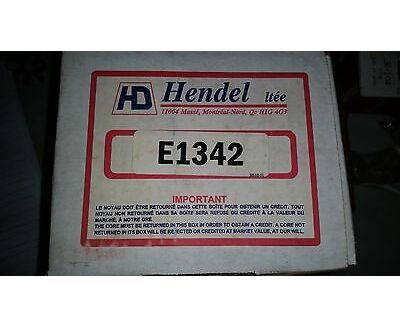 HD Hendel ltée
11004 Massé, Montréal-Nord, Qc H1G 4G3
E1342
IMPORTANT
LE NOYAU DOIT ÊTRE RETOURNÉ DANS CETTE BOÎTE POUR OBTENIR UN CRÉDIT. TOUT
NOYAU NON RETOURNÉ DANS SA BOÎTE SERA REFUSÉ OU CRÉDITÉ À LA VALEUR DU
MARCHÉ, À NOTRE GRÉ.
THE CORE MUST BE RETURNED IN THIS BOX IN ORDER TO OBTAIN A CREDIT. A CORE NOT
RETURNED IN ITS BOX WILL BE REJECTED OR CREDITED AT MARKET VALUE, AT OUR WILL.